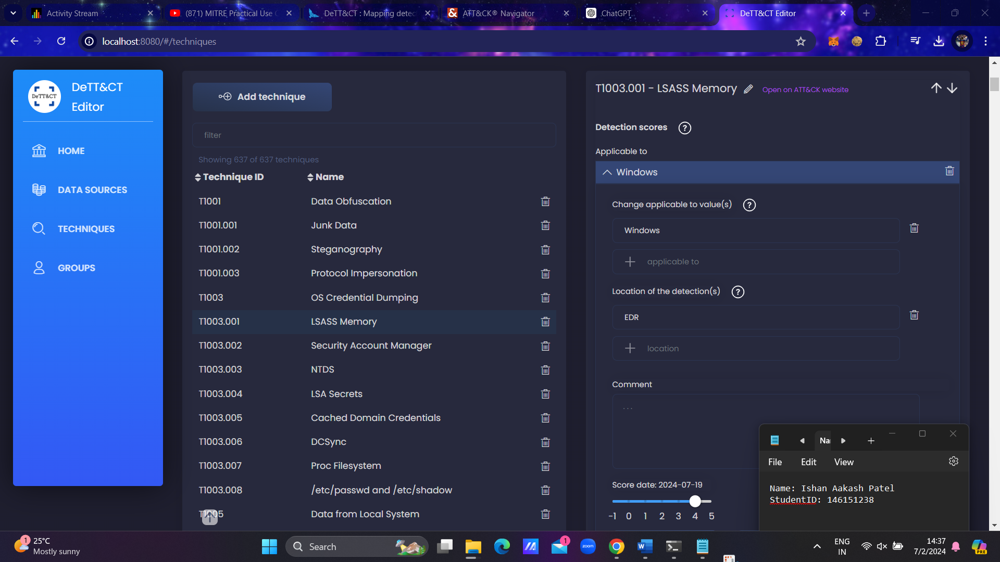 Activity Stream
(871) MITRE Practical Use C
DeTT&CT : Mapping detec
ATT&CK® Navigator
ChatGPT
DeTT&CT Editor
localhost:8080/#/techniques
DeTT&CT
DeTT&CT
Editor
HOME
DATA SOURCES
TECHNIQUES
GROUPS
Add technique
filter
Showing 637 of 637 techniques
Technique ID Name
T1001 Data Obfuscation
T1001.001 Junk Data
T1001.002 Steganography
T1001.003 Protocol Impersonation
T1003 OS Credential Dumping
T1003.001 LSASS Memory
T1003.002 Security Account Manager
T1003.003 NTDS
T1003.004 LSA Secrets
T1003.005 Cached Domain Credentials
T1003.006 DCSync
T1003.007 Proc Filesystem
T1003.008 /etc/passwd and /etc/shadow
T1005 Data from Local System
T1003.001 - LSASS Memory Open on ATT&CK website
Detection scores ?
Applicable to
Windows
Change applicable to value(s) ?
Windows
applicable to
Location of the detection(s) ?
EDR
location
Comment
...
Score date: 2024-07-19
-1 0 1 2 3 4 5
Na
File Edit View
Name: Ishan Aakash Patel
StudentID: 146151238
1
25°C
Mostly sunny
Search
1
zoom
W
ENG
IN
14:37
7/2/2024
PRE